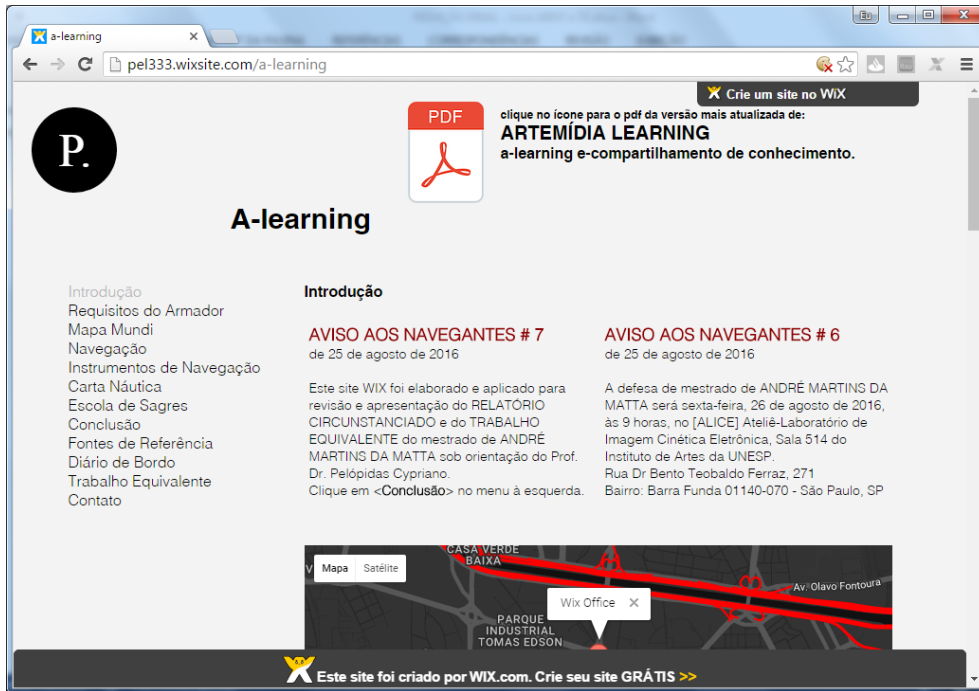 Eu
a-learning
pel333.wixsite.com/a-learning
Crie um site no WiX
P.
PDF
clique no ícone para o pdf da versão mais atualizada de:
ARTEMÍDIA LEARNING
a-learning e-compartilhamento de conhecimento.
A-learning
Introdução
Requisitos do Armador
Mapa Mundi
Navegação
Instrumentos de Navegação
Carta Náutica
Escola de Sagres
Conclusão
Fontes de Referência
Diário de Bordo
Trabalho Equivalente
Contato
Introdução
AVISO AOS NAVEGANTES # 7
de 25 de agosto de 2016
Este site WIX foi elaborado e aplicado para
revisão e apresentação do RELATÓRIO
CIRCUNSTANCIADO e do TRABALHO
EQUIVALENTE do mestrado de ANDRÉ
MARTINS DA MATTA sob orientação do Prof.
Dr. Pelópidas Cypriano.
Clique em <Conclusão> no menu à esquerda.
AVISO AOS NAVEGANTES # 6
de 25 de agosto de 2016
A defesa de mestrado de ANDRÉ MARTINS DA
MATTA será sexta-feira, 26 de agosto de 2016,
às 9 horas, no [ALICE] Ateliê-Laboratório de
Imagem Cinética Eletrônica, Sala 514 do
Instituto de Artes da UNESP.
Rua Dr Bento Teobaldo Ferraz, 271
Bairro: Barra Funda 01140-070 - São Paulo, SP
Mapa Satélite
CASA VERDE
BAIXA
Av. Olavo Fontoura
Wix Office
PARQUE
INDUSTRIAL
TOMAS EDSON
Este site foi criado por WIX.com. Crie seu site GRÁTIS >>